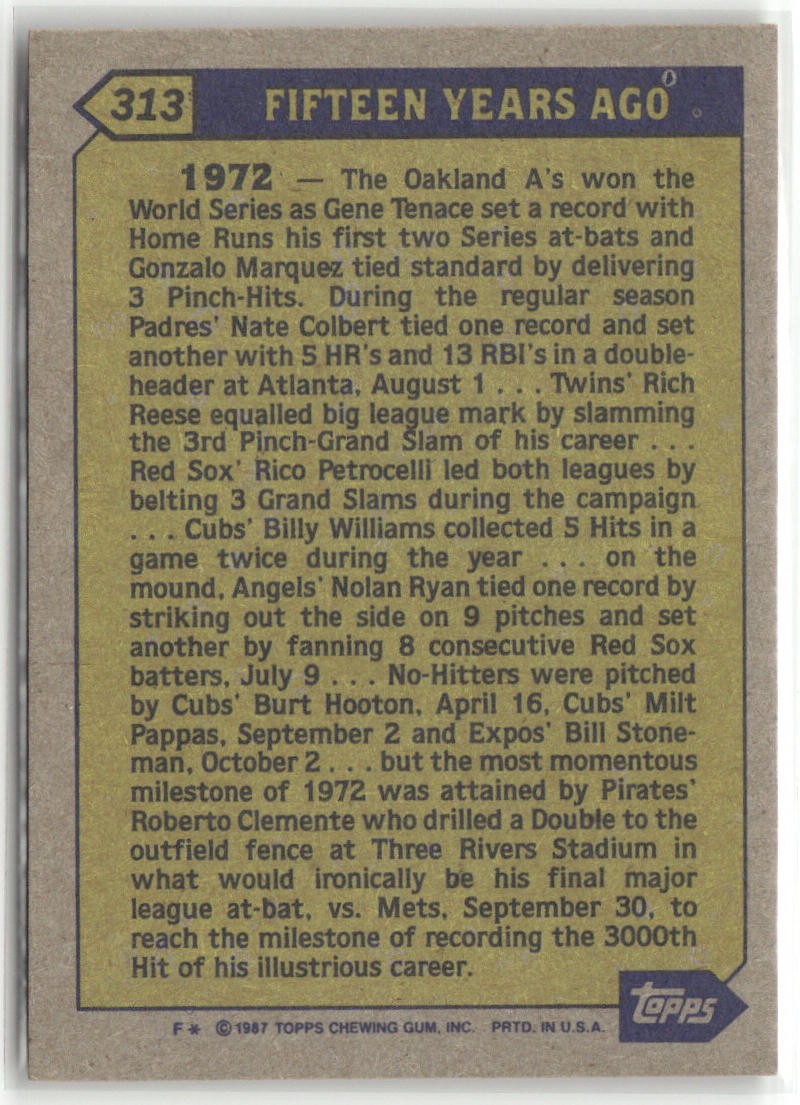 313 FIFTEEN YEARS AGO
1972 — The Oakland A's won the
World Series as Gene Tenace set a record with
Home Runs his first two Series at-bats and
Gonzalo Marquez tied standard by delivering
3 Pinch-Hits. During the regular season
Padres' Nate Colbert tied one record and set
another with 5 HR's and 13 RBI's in a double-
header at Atlanta, August 1 . . . Twins' Rich
Reese equalled big league mark by slamming
the 3rd Pinch-Grand Slam of his career . . .
Red Sox' Rico Petrocelli led both leagues by
belting 3 Grand Slams during the campaign
. . . Cubs' Billy Williams collected 5 Hits in a
game twice during the year . . . on the
mound, Angels' Nolan Ryan tied one record by
striking out the side on 9 pitches and set
another by fanning 8 consecutive Red Sox
batters, July 9 . . . No-Hitters were pitched
by Cubs' Burt Hooton, April 16, Cubs' Milt
Pappas, September 2 and Expos' Bill Stone-
man, October 2 . . . but the most momentous
milestone of 1972 was attained by Pirates'
Roberto Clemente who drilled a Double to the
outfield fence at Three Rivers Stadium in
what would ironically be his final major
league at-bat, vs. Mets, September 30, to
reach the milestone of recording the 3000th
Hit of his illustrious career.
topps
F* © 1987 TOPPS CHEWING GUM, INC. PRTD. IN U.S.A.